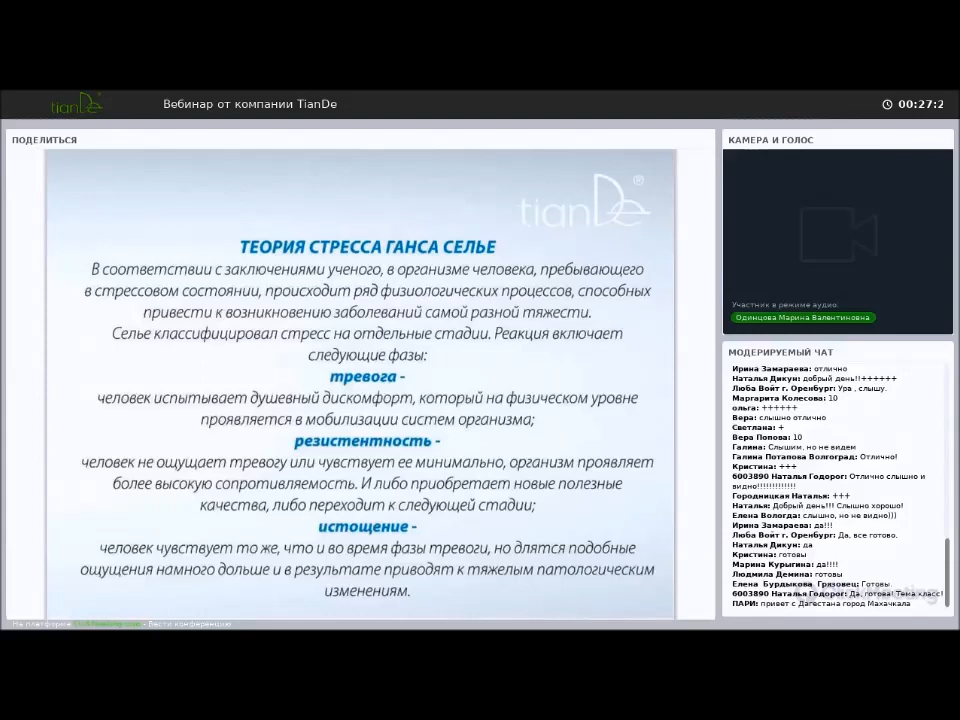 tianDe
Вебинар от компании TianDe
00:27:2
ПОДЕЛИТЬСЯ
tianDe®
ТЕОРИЯ СТРЕССА ГАНСА СЕЛЬЕ
В соответствии с заключениями ученого, в организме человека, пребывающего
в стрессовом состоянии, происходит ряд физиологических процессов, способных
привести к возникновению заболеваний самой разной тяжести.
Селье классифицировал стресс на отдельные стадии. Реакция включает
следующие фазы:
тревога -
человек испытывает душевный дискомфорт, который на физическом уровне
проявляется в мобилизации систем организма;
резистентность -
человек не ощущает тревогу или чувствует ее минимально, организм проявляет
более высокую сопротивляемость. И либо приобретает новые полезные
качества, либо переходит к следующей стадии;
истощение -
человек чувствует то же, что и во время фазы тревоги, но длятся подобные
ощущения намного дольше и в результате приводят к тяжелым патологическим
изменениям.
КАМЕРА И ГОЛОС
Участник в режиме аудио:
Одинцова Марина Валентиновна
МОДЕРИРУЕМЫЙ ЧАТ
Ирина Замараева: отлично
Наталья Дикун: добрый день!!++++++
Люба Войт г. Оренбург: Ура , слышу.
Маргарита Колесова: 10
ольга: ++++++
Вера: слышно отлично
Светлана: +
Вера Попова: 10
Галина: Слышим, но не видем
Галина Потапова Волгоград: Отлично!
Кристина: +++
6003890 Наталья Годорог: Отлично слышно и
видно!!!!!!!!!!!!!
Городницкая Наталья: +++
Наталья: Добрый день!!! Слышно хорошо!
Елена Вологда: слышно, но не видно)))
Ирина Замараева: да!!!
Люба Войт г. Оренбург: Да, все готово.
Наталья Дикун: да
Кристина: готовы
Марина Курыгина: да!!!!
Людмила Демина: готовы
Елена Бурдыкова. Грязовец: Готовы.
6003890 Наталья Годорог: Да, готова! Тема класс!
ПАРИ: привет с Дагестана город Махачкала
На платформе - Вести конференцию